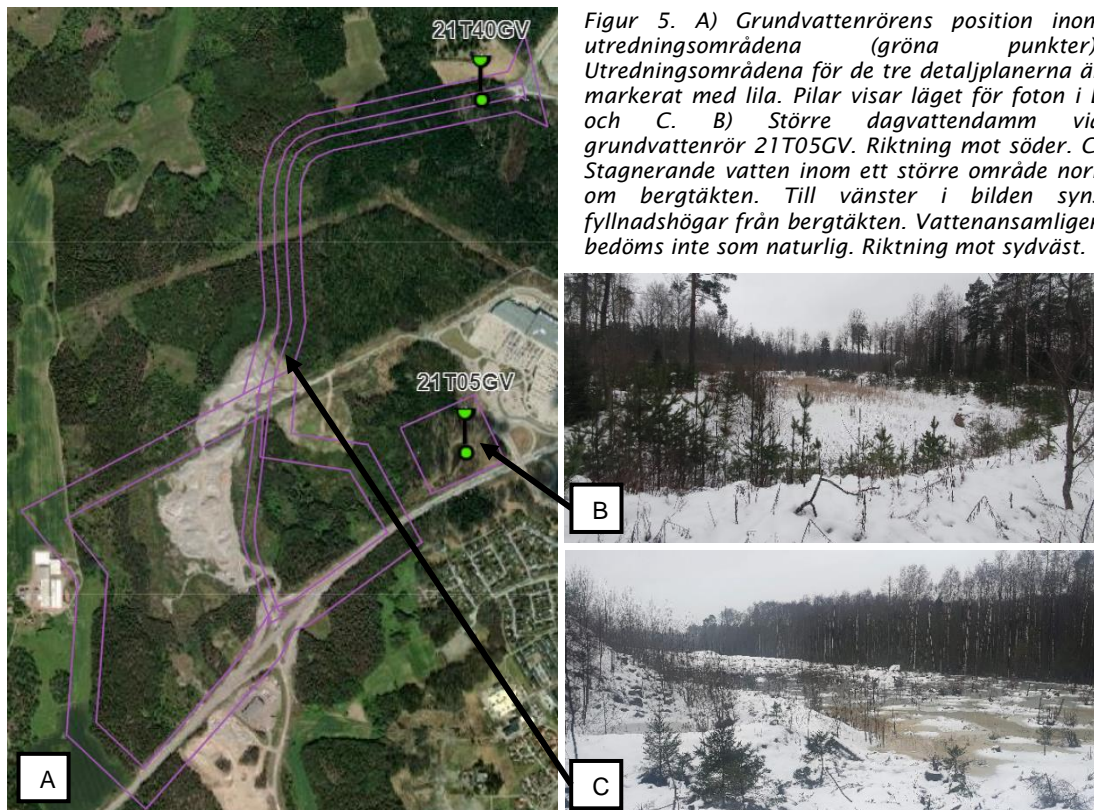 21T40GV
21T05GV
A
Figur 5. A) Grundvattenrörens position inom
utredningsområdena (gröna punkter)
Utredningsområdena för de tre detaljplanerna är
markerat med lila. Pilar visar läget för foton i
och C. B) Större dagvattendamm vid
grundvattenrör 21T05GV. Riktning mot söder. C
Stagnerande vatten inom ett större område norr
om bergtäkten. Till vänster i bilden syns
fyllnadshögar från bergtäkten. Vattenansamligen
bedöms inte som naturlig. Riktning mot sydväst.
B
C